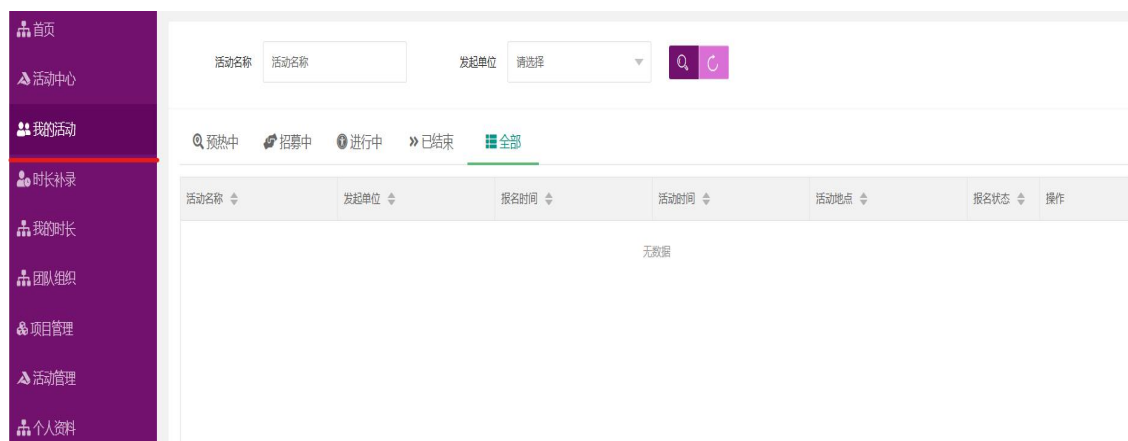 首页
活动中心
我的活动
时长补录
我的时长
团队组织
项目管理
活动管理
个人资料
活动名称 活动名称 发起单位 请选择
预热中 招募中 进行中 已结束 全部
活动名称 发起单位 报名时间 活动时间 活动地点 报名状态 操作
无数据